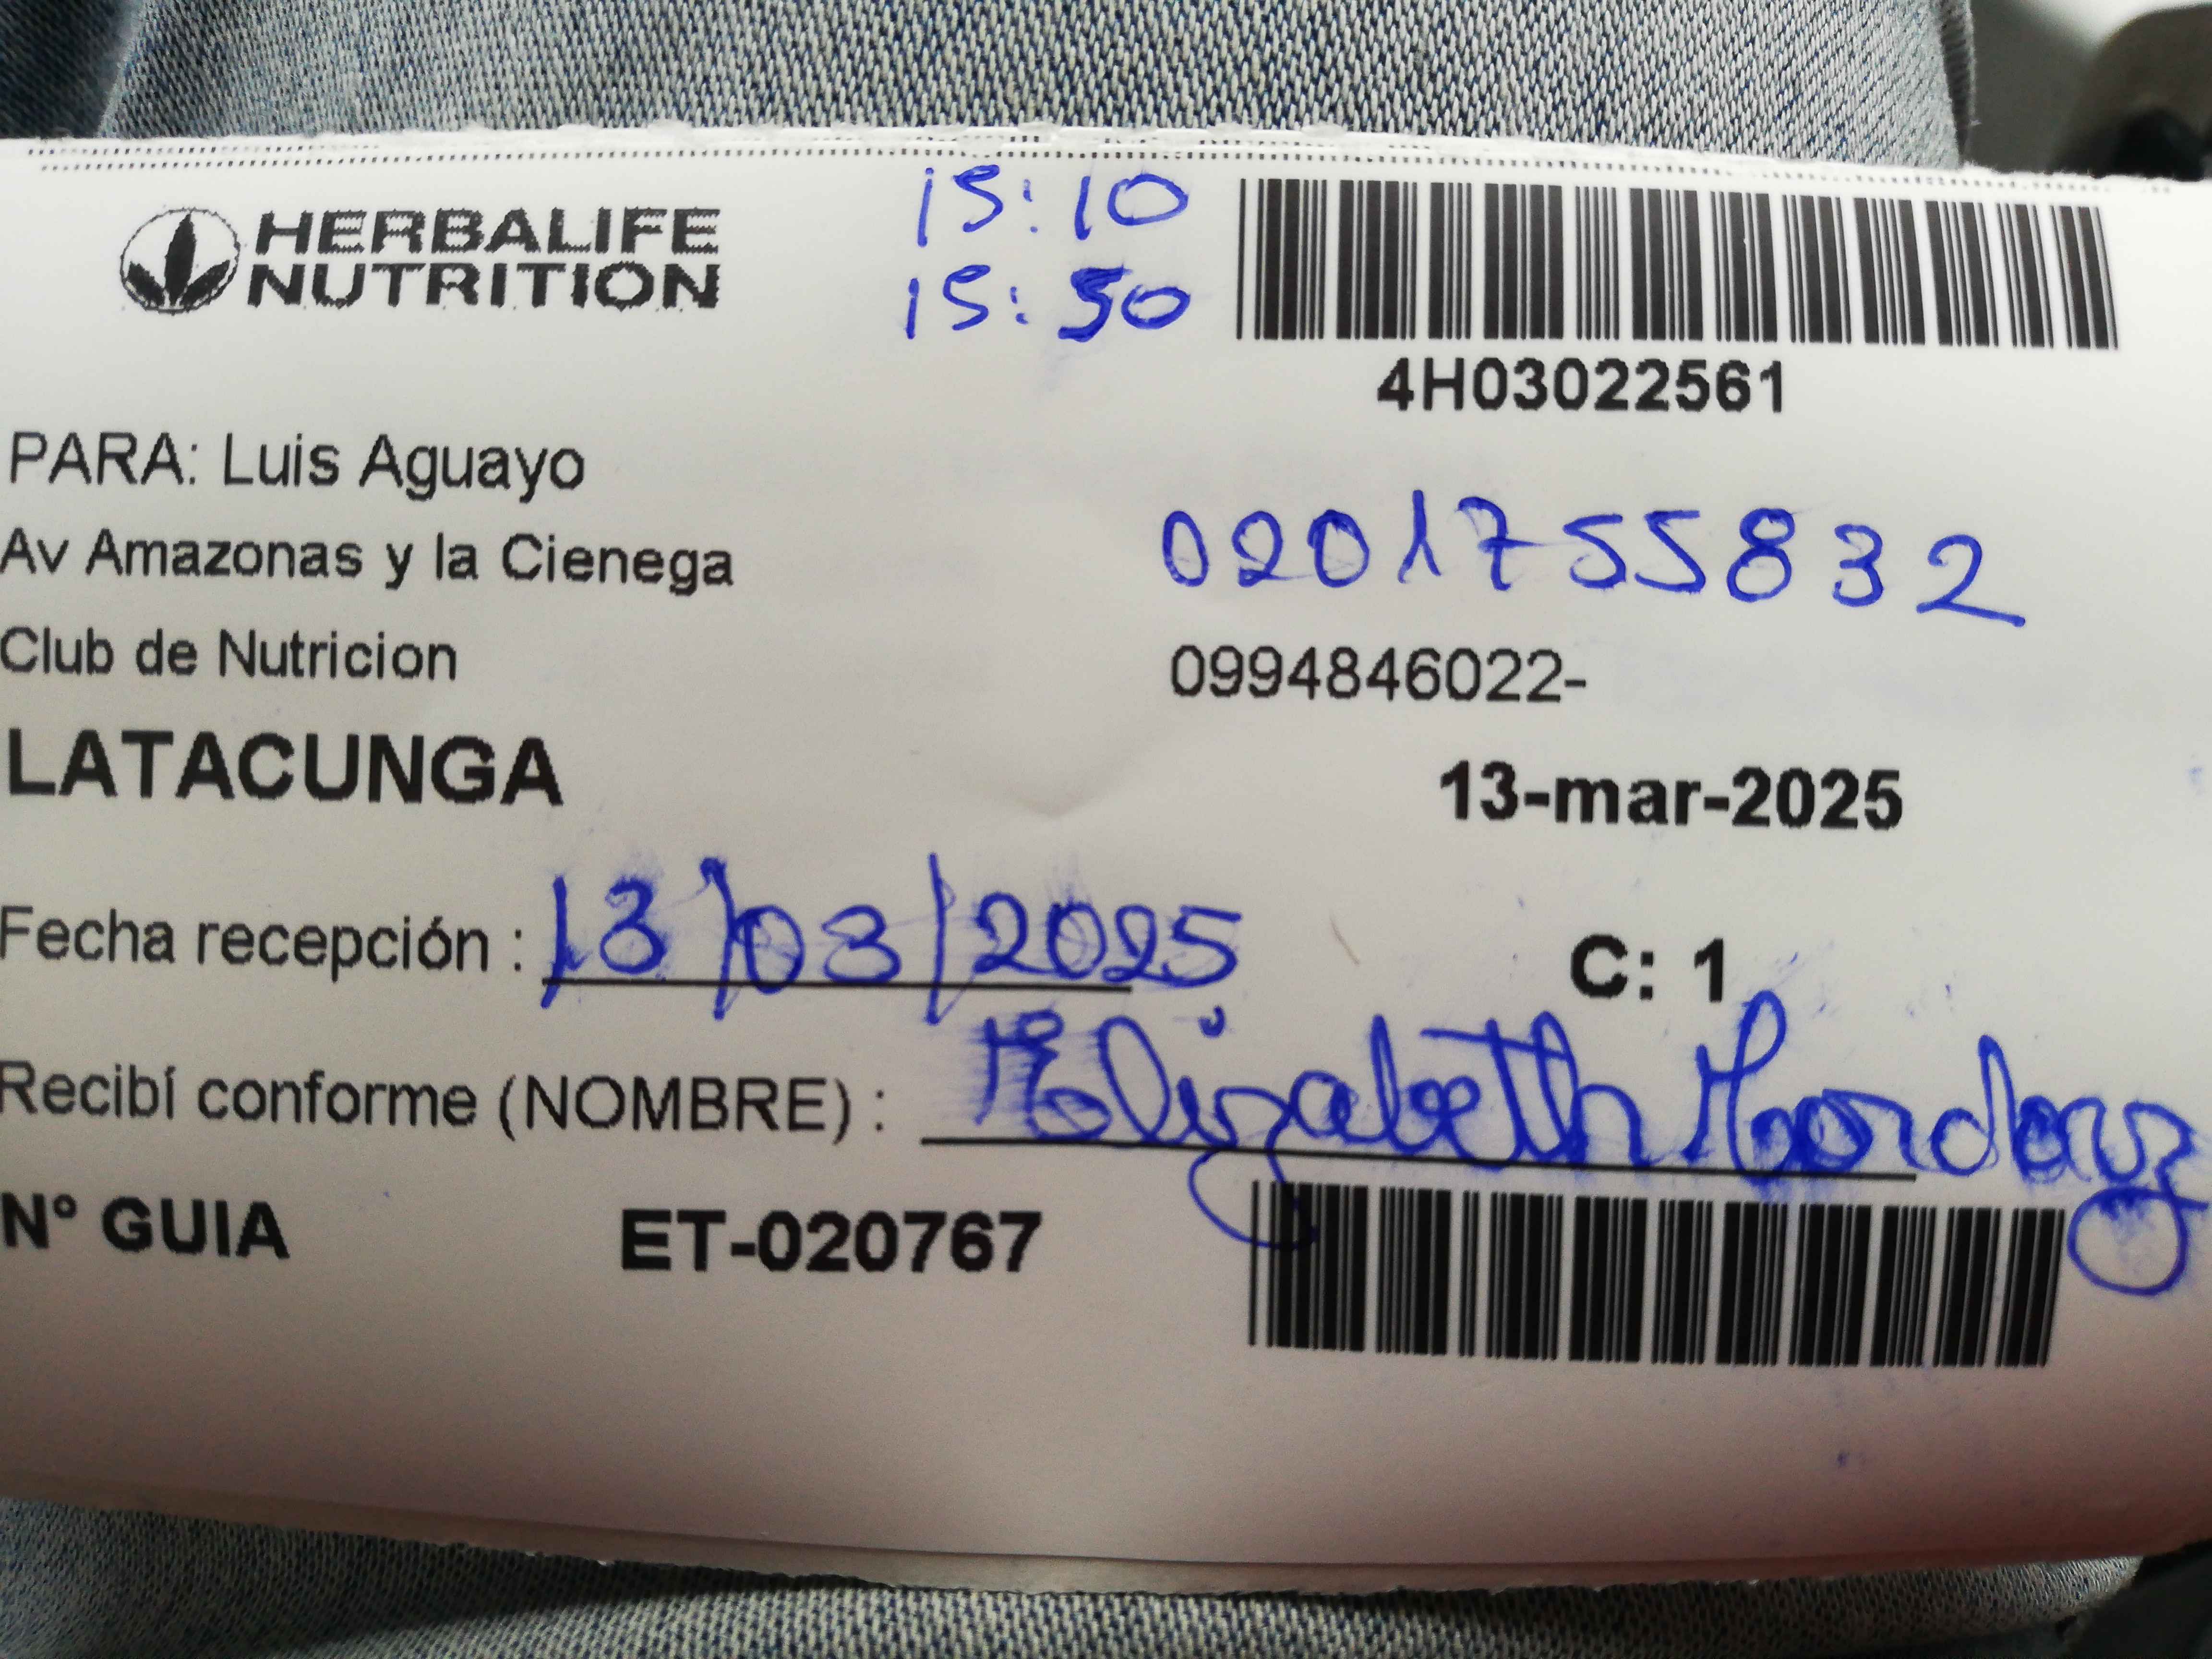 HERBALIFE
NUTRITION
15:10
15:50
4H03022561
PARA: Luis Aguayo
Av Amazonas y la Cienega
0201755832
Club de Nutricion
0994846022-
LATACUNGA
13-mar-2025
Fecha recepción : 13/03/2025
C: 1
Recibí conforme (NOMBRE) : Elizabeth
N° GUIA ET-020767